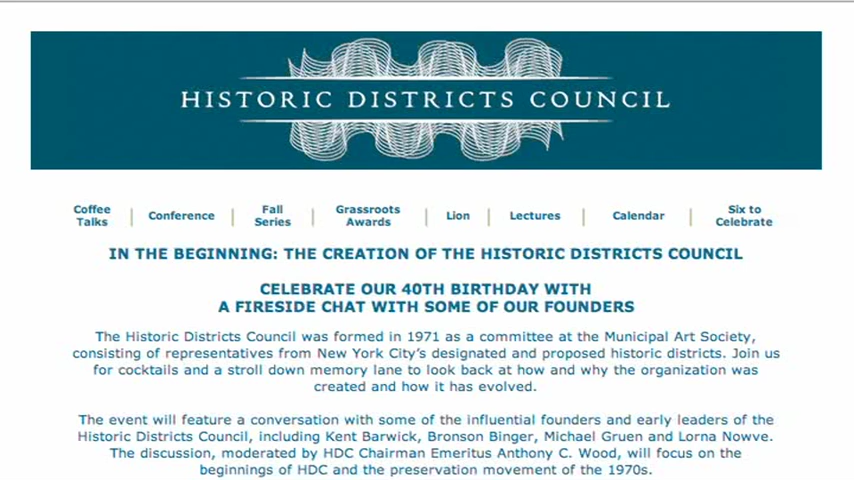 HISTORIC DISTRICTS COUNCIL
Coffee Talks | Conference | Fall Series | Grassroots Awards | Lion | Lectures | Calendar | Six to Celebrate
IN THE BEGINNING: THE CREATION OF THE HISTORIC DISTRICTS COUNCIL
CELEBRATE OUR 40TH BIRTHDAY WITH
A FIRESIDE CHAT WITH SOME OF OUR FOUNDERS
The Historic Districts Council was formed in 1971 as a committee at the Municipal Art Society,
consisting of representatives from New York City's designated and proposed historic districts. Join us
for cocktails and a stroll down memory lane to look back at how and why the organization was
created and how it has evolved.
The event will feature a conversation with some of the influential founders and early leaders of the
Historic Districts Council, including Kent Barwick, Bronson Binger, Michael Gruen and Lorna Nowve.
The discussion, moderated by HDC Chairman Emeritus Anthony C. Wood, will focus on the
beginnings of HDC and the preservation movement of the 1970s.